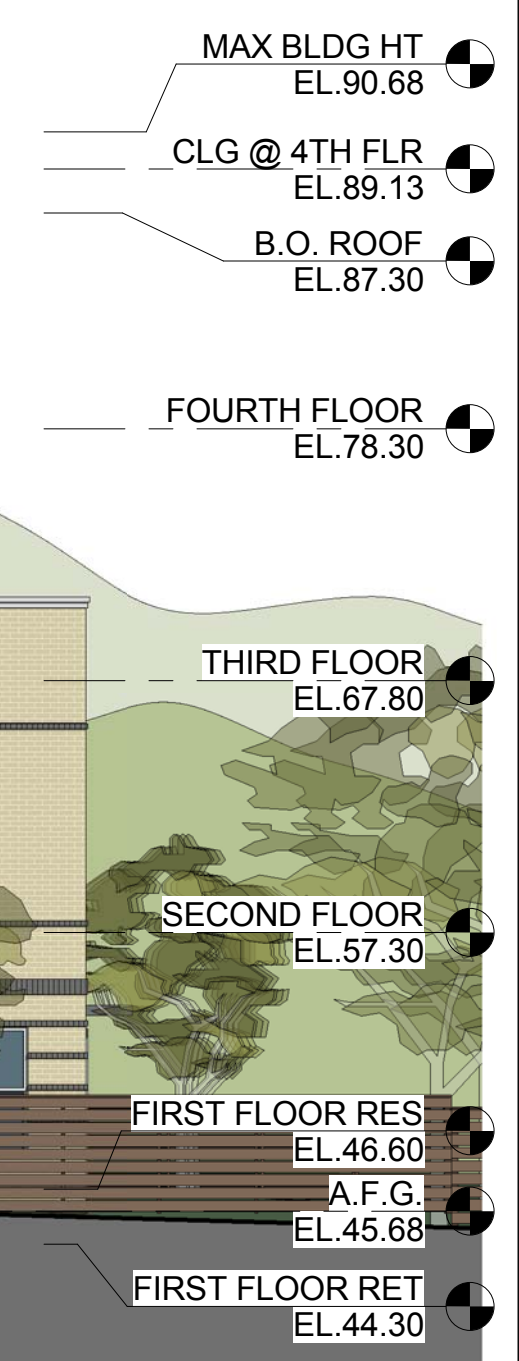 MAX BLDG HT
EL.90.68
CLG @ 4TH FLR
EL.89.13
B.O. ROOF
EL.87.30
FOURTH FLOOR
EL.78.30
THIRD FLOOR
EL.67.80
SECOND FLOOR
EL.57.30
FIRST FLOOR RES
EL.46.60
A.F.G.
EL.45.68
FIRST FLOOR RET
EL.44.30